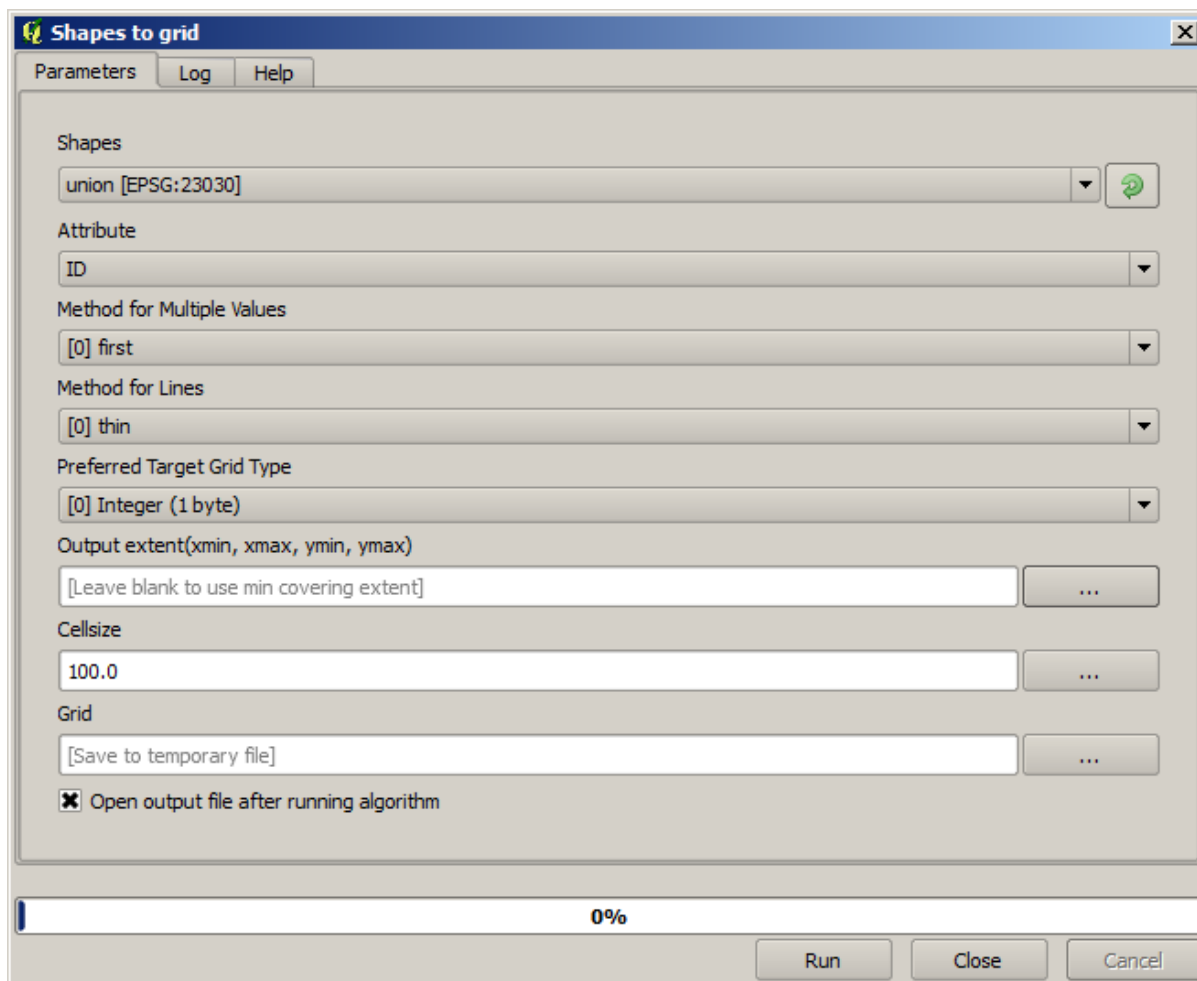 Shapes to grid
Parameters Log Help
Shapes
union [EPSG:23030]
Attribute
ID
Method for Multiple Values
[0] first
Method for Lines
[0] thin
Preferred Target Grid Type
[0] Integer (1 byte)
Output extent(xmin, xmax, ymin, ymax)
[Leave blank to use min covering extent] ...
Cellsize
100.0 ...
Grid
[Save to temporary file] ...
Open output file after running algorithm
0%
Run Close Cancel